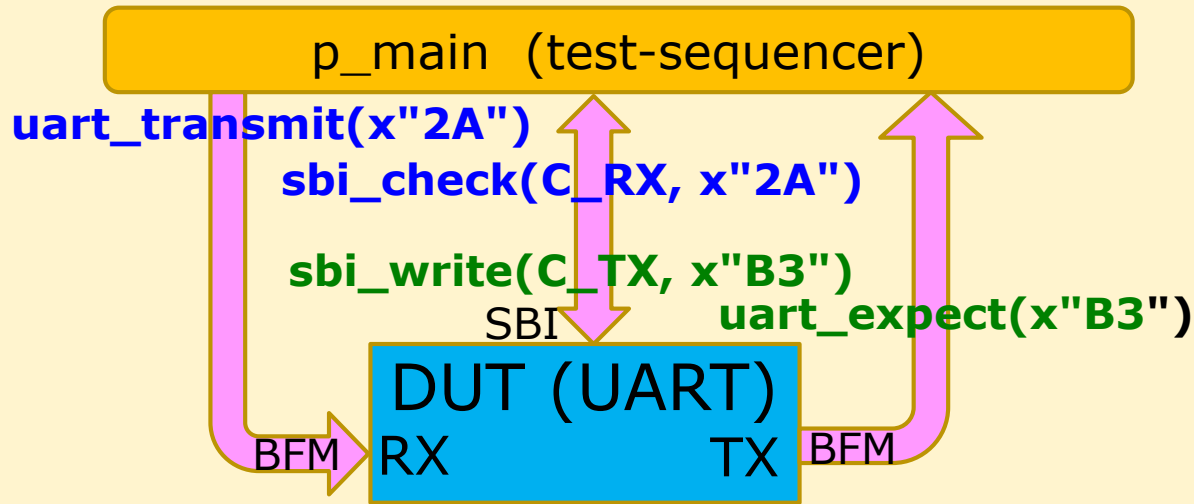 p_main (test-sequencer)
uart_transmit(x"2A")
sbi_check(C_RX, x"2A")
sbi_write(C_TX, x"B3")
SBI
uart_expect(x"B3")
DUT (UART)
BFM
RX
TX
BFM